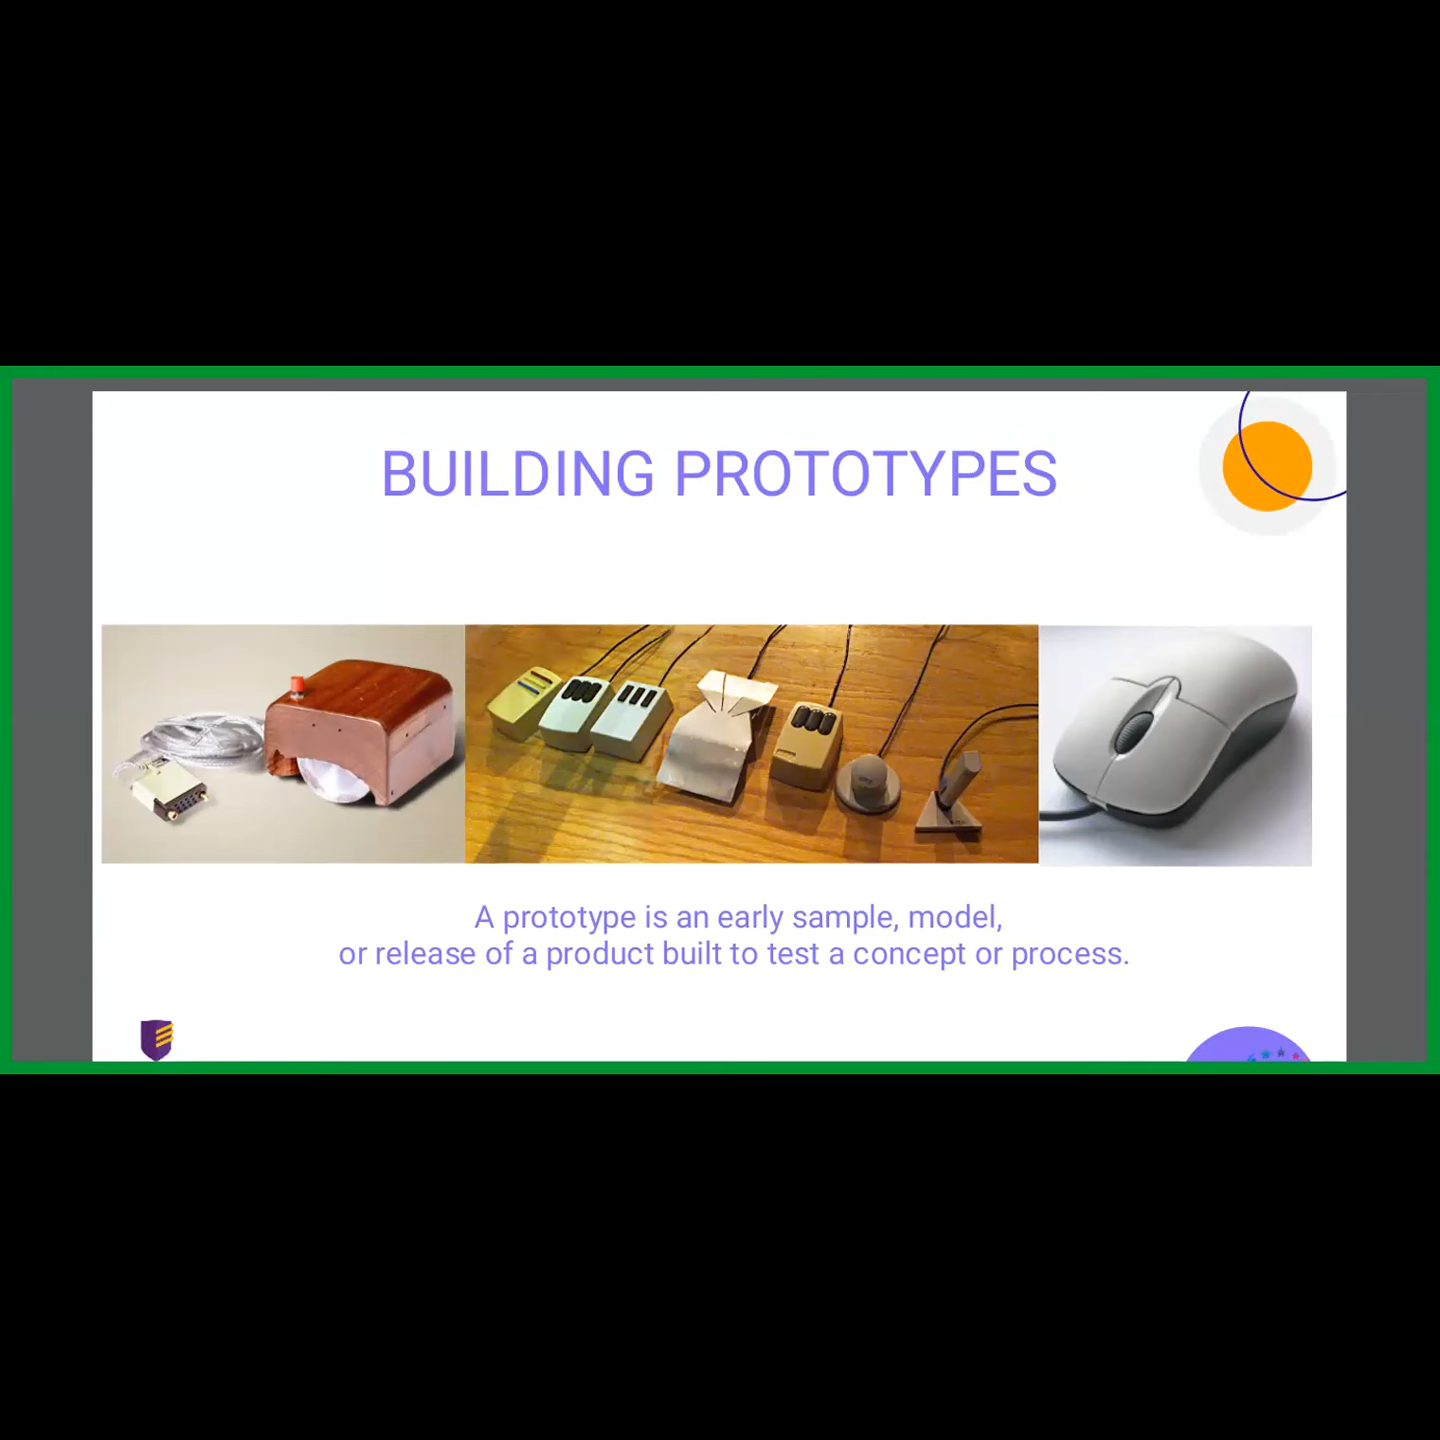 BUILDING PROTOTYPES
A prototype is an early sample, model,
or release of a product built to test a concept or process.